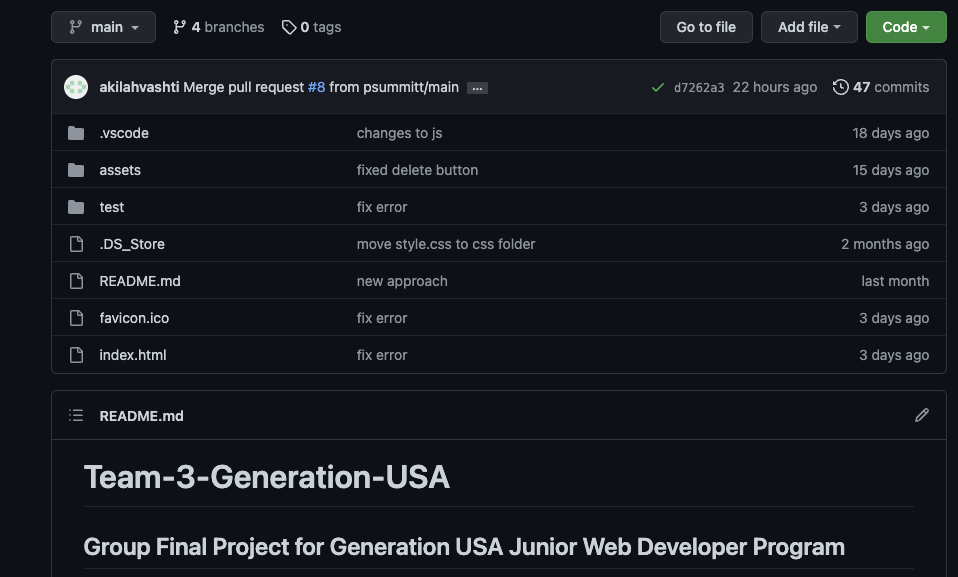 main 4 branches 0 tags Go to file Add file Code
akilahvashti Merge pull request #8 from psummitt/main ... d7262a3 22 hours ago 47 commits
.vscode changes to js 18 days ago
assets fixed delete button 15 days ago
test fix error 3 days ago
.DS_Store move style.css to css folder 2 months ago
README.md new approach last month
favicon.ico fix error 3 days ago
index.html fix error 3 days ago
README.md
Team-3-Generation-USA
Group Final Project for Generation USA Junior Web Developer Program